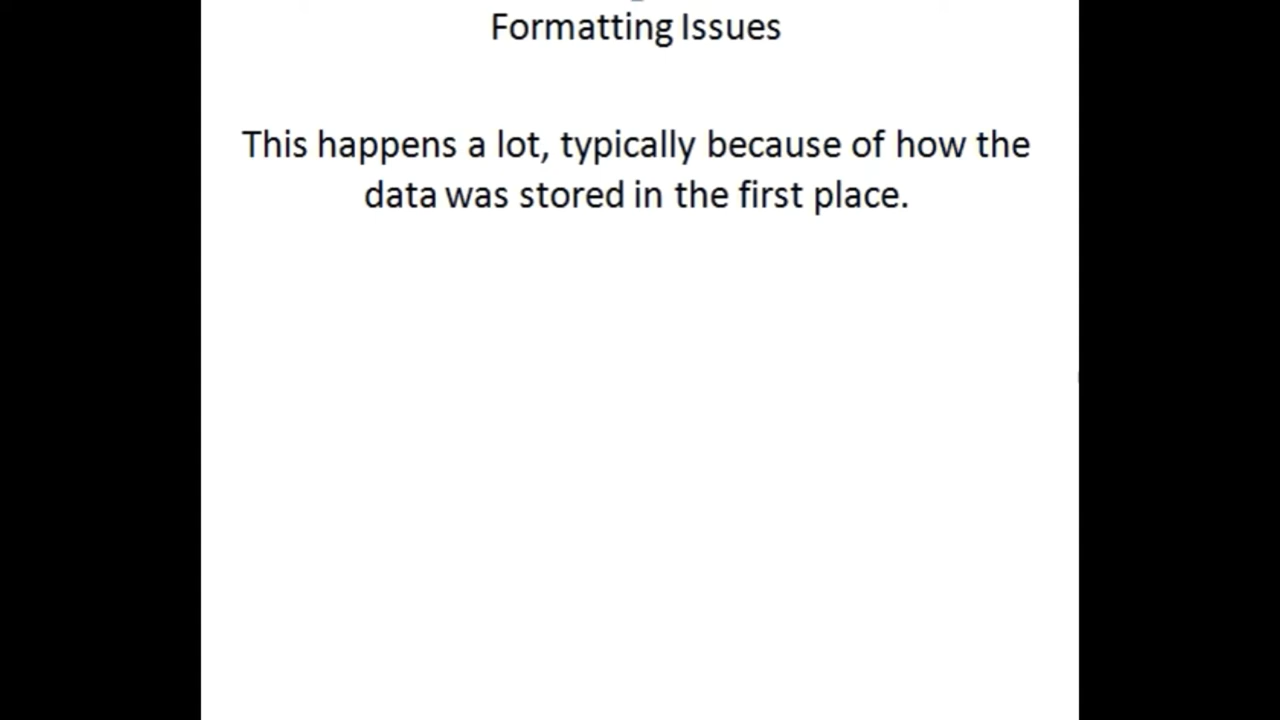 Formatting Issues
This happens a lot, typically because of how the
data was stored in the first place.